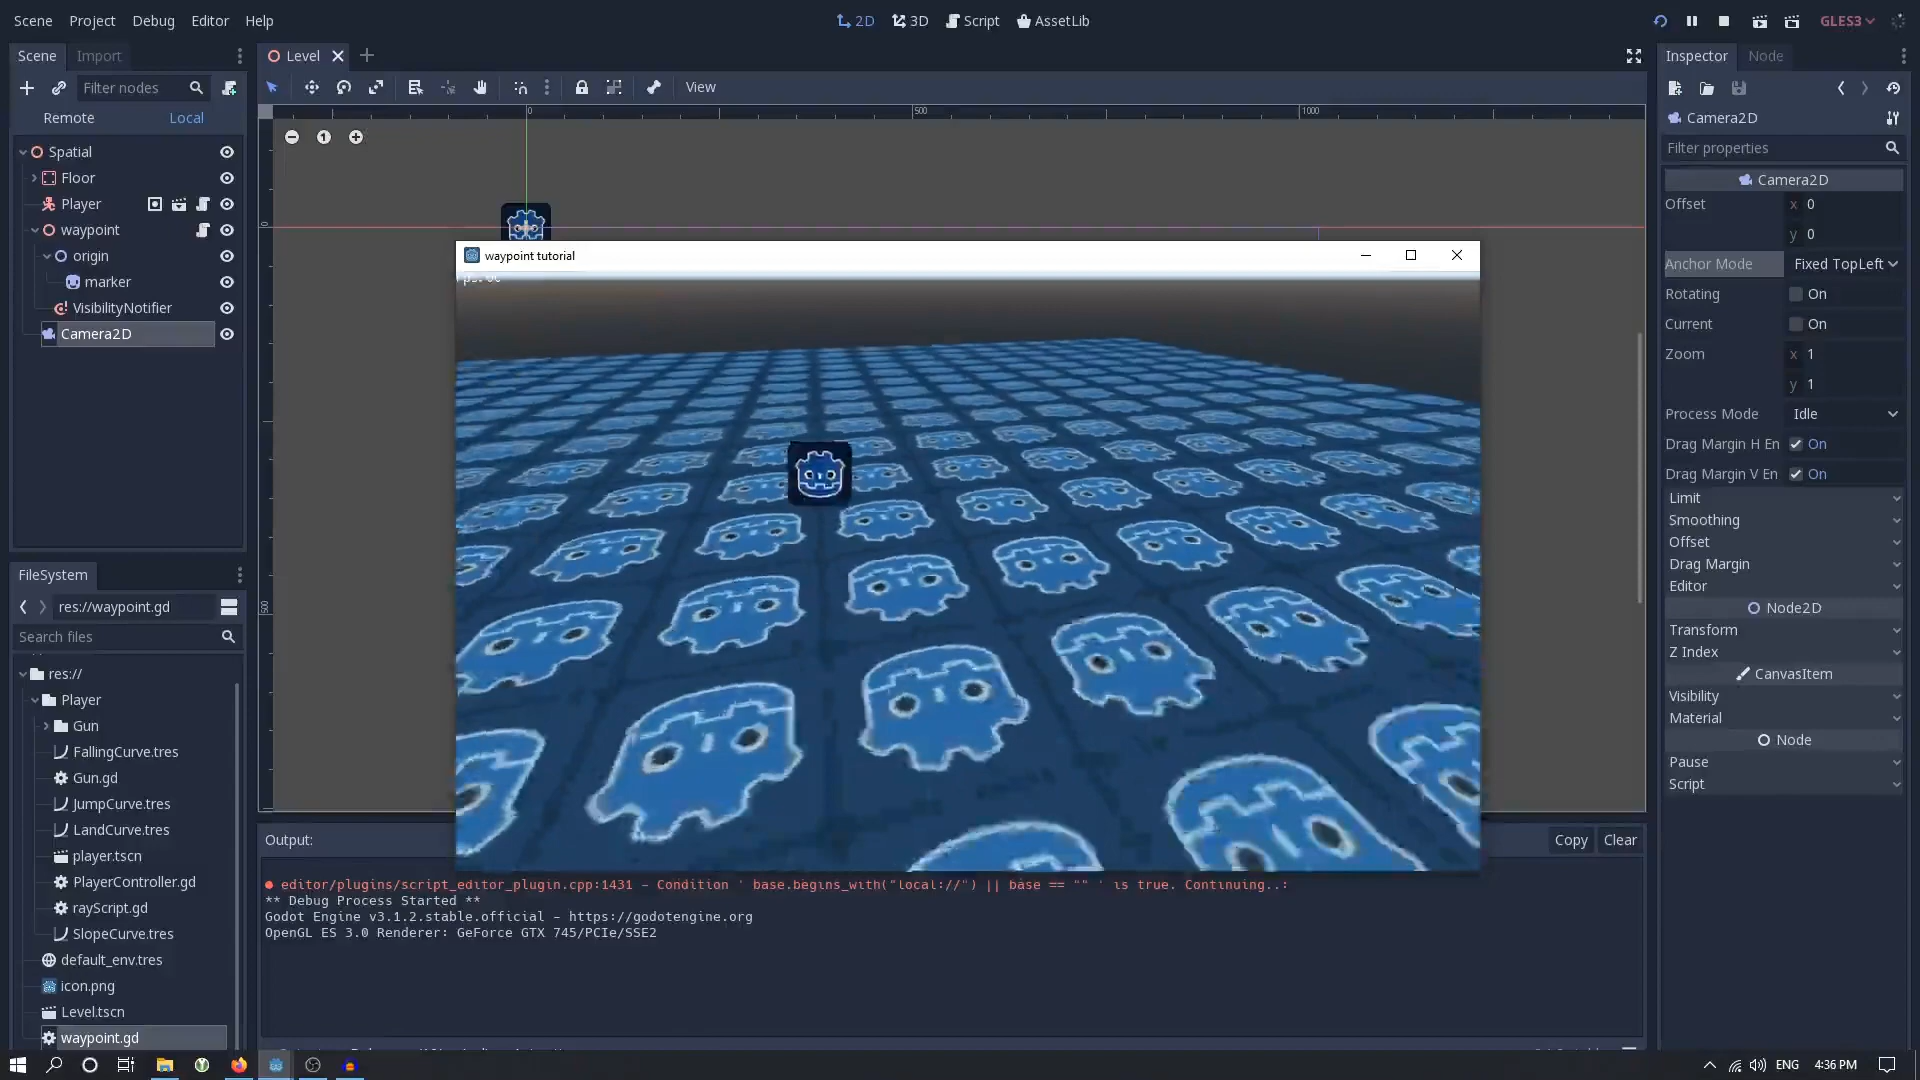 Scene Project Debug Editor Help
2D 3D Script AssetLib
GLES3
Scene Import
Filter nodes
Remote Local
Spatial
Floor
Player
waypoint
origin
marker
VisibilityNotifier
Camera2D
FileSystem
res://waypoint.gd
Search files
res://
Player
Gun
FallingCurve.tres
Gun.gd
JumpCurve.tres
LandCurve.tres
player.tscn
PlayerController.gd
rayScript.gd
SlopeCurve.tres
default_env.tres
icon.png
Level.tscn
waypoint.gd
Level
View
0 500 1000
0
500
waypoint tutorial
Output:
Copy Clear
editor/plugins/script_editor_plugin.cpp:1431 - Condition ' base.begins_with("local://") || base == "" ' is true. Continuing..:
** Debug Process Started **
Godot Engine v3.1.2.stable.official - https://godotengine.org
OpenGL ES 3.0 Renderer: GeForce GTX 745/PCIe/SSE2
Inspector Node
Camera2D
Filter properties
Camera2D
Offset x 0
y 0
Anchor Mode Fixed TopLeft
Rotating On
Current On
Zoom x 1
y 1
Process Mode Idle
Drag Margin H En On
Drag Margin V En On
Limit
Smoothing
Offset
Drag Margin
Editor
Node2D
Transform
Z Index
CanvasItem
Visibility
Material
Node
Pause
Script
ENG 4:36 PM